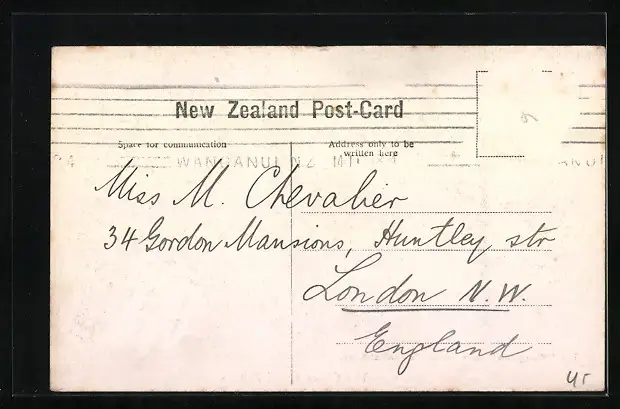 New Zealand Post-Card
Space for communication
Address only to be
written here
WANGANUI N Z
Miss M. Chevalier
34 Gordon Mansions, Huntley str
London N.W.
England